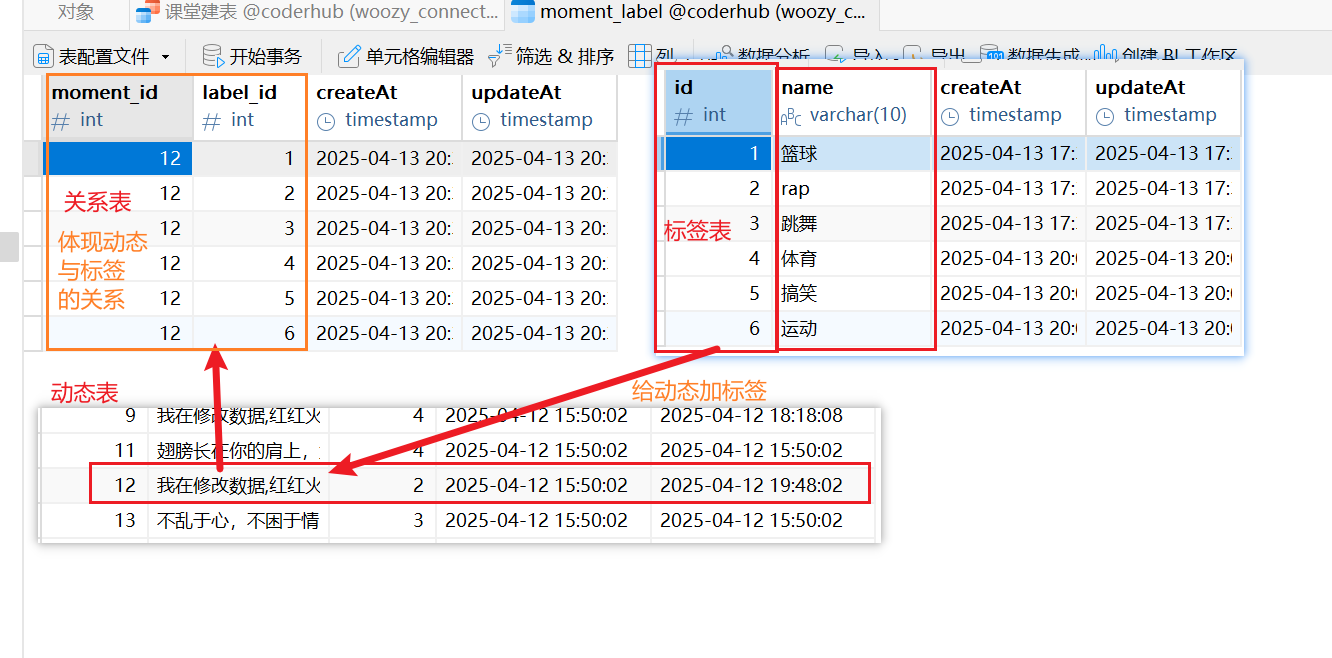 对象 课堂建表 @coderhub (woozy_connect... moment_label @coderhub (woozy_c...
表配置文件 开始事务 单元格编辑器 筛选 & 排序 列 数据分析 导入 导出 数据生成 创建 BI 工作区
moment_id label_id createAt updateAt
# int # int timestamp timestamp
12 1 2025-04-13 20: 2025-04-13 20:
12 2 2025-04-13 20: 2025-04-13 20:
12 3 2025-04-13 20: 2025-04-13 20:
12 4 2025-04-13 20: 2025-04-13 20:
12 5 2025-04-13 20: 2025-04-13 20:
12 6 2025-04-13 20: 2025-04-13 20:
关系表
体现动态
与标签
的关系
id name createAt updateAt
# int ABC varchar(10) timestamp timestamp
1 篮球 2025-04-13 17: 2025-04-13 17:
2 rap 2025-04-13 17: 2025-04-13 17:
3 跳舞 2025-04-13 17: 2025-04-13 17:
4 体育 2025-04-13 20: 2025-04-13 20:
5 搞笑 2025-04-13 20: 2025-04-13 20:
6 运动 2025-04-13 20: 2025-04-13 20:
标签表
动态表
给动态加标签
9 我在修改数据,红红火 4 2025-04-12 15:50:02 2025-04-12 18:18:08
11 翅膀长在你的肩上， 4 2025-04-12 15:50:02 2025-04-12 15:50:02
12 我在修改数据,红红火 2 2025-04-12 15:50:02 2025-04-12 19:48:02
13 不乱于心，不困于情 3 2025-04-12 15:50:02 2025-04-12 15:50:02